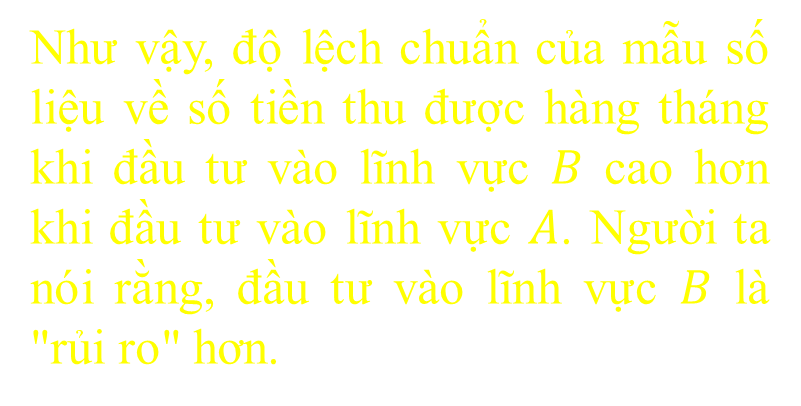 Như vậy, độ lệch chuẩn của mẫu số
liệu về số tiền thu được hàng tháng
khi đầu tư vào lĩnh vực B cao hơn
khi đầu tư vào lĩnh vực A. Người ta
nói rằng, đầu tư vào lĩnh vực B là
"rủi ro" hơn.